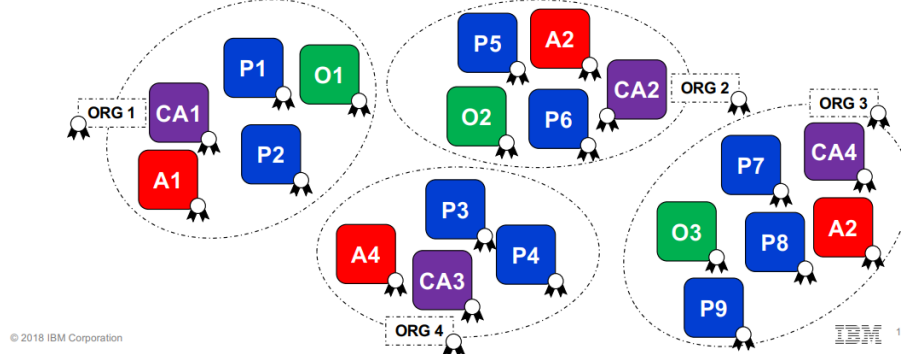 P1
O1
ORG 1
CA1
P2
A1
P5
A2
CA2
ORG 2
O2
P6
ORG 3
P7
CA4
O3
P8
A2
P9
P3
A4
CA3
P4
ORG 4
© 2018 IBM Corporation
IBM
1